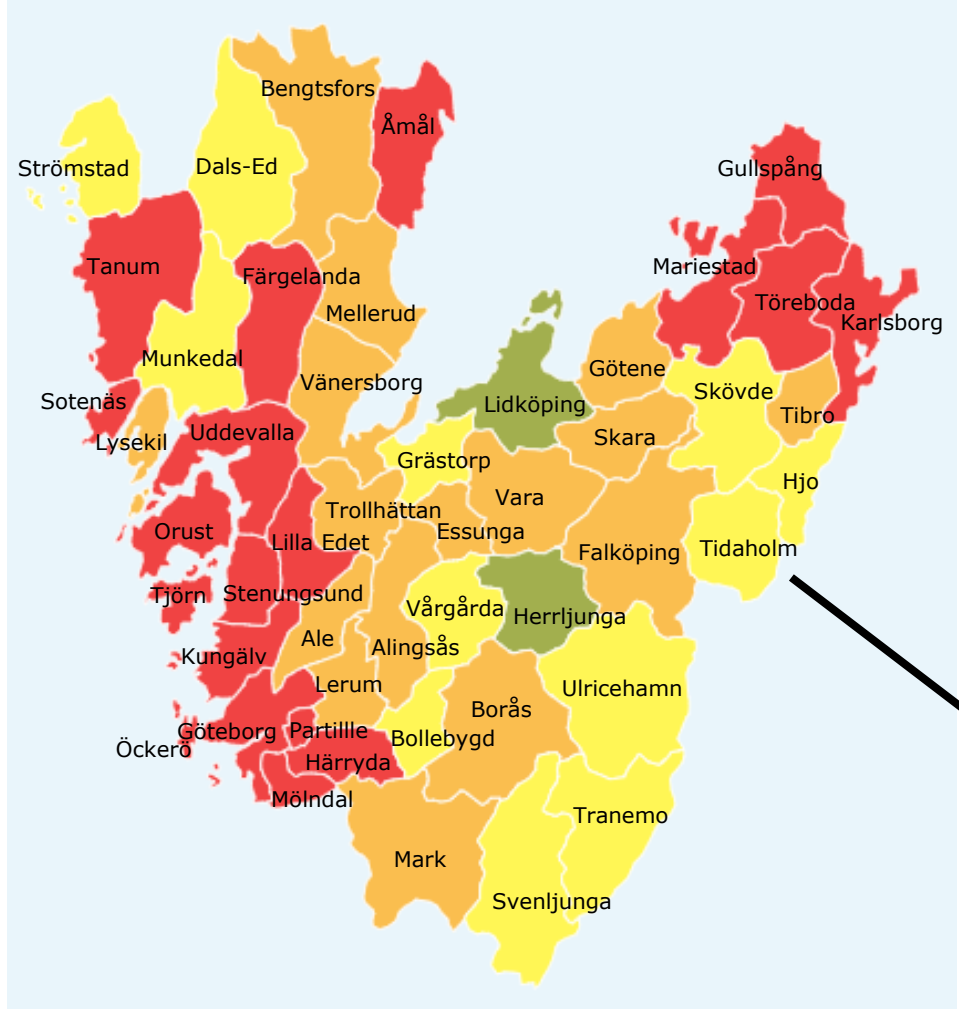 Bengtsfors
Åmål
Strömstad
Dals-Ed
Gullspång
Tanum
Färgelanda
Mariestad
Töreboda
Karlsborg
Mellerud
Munkedal
Götene
Skövde
Vänersborg
Sotenäs
Lidköping
Tibro
Lysekil
Uddevalla
Skara
Grästorp
Hjo
Vara
Trollhättan
Essunga
Orust
Lilla Edet
Falköping
Tidaholm
Tjörn
Stenungsund
Vårgårda
Herrljunga
Ale
Alingsås
Kungälv
Lerum
Ulricehamn
Borås
Göteborg
Partillle
Bollebygd
Öckerö
Härryda
Mölndal
Tranemo
Mark
Svenljunga